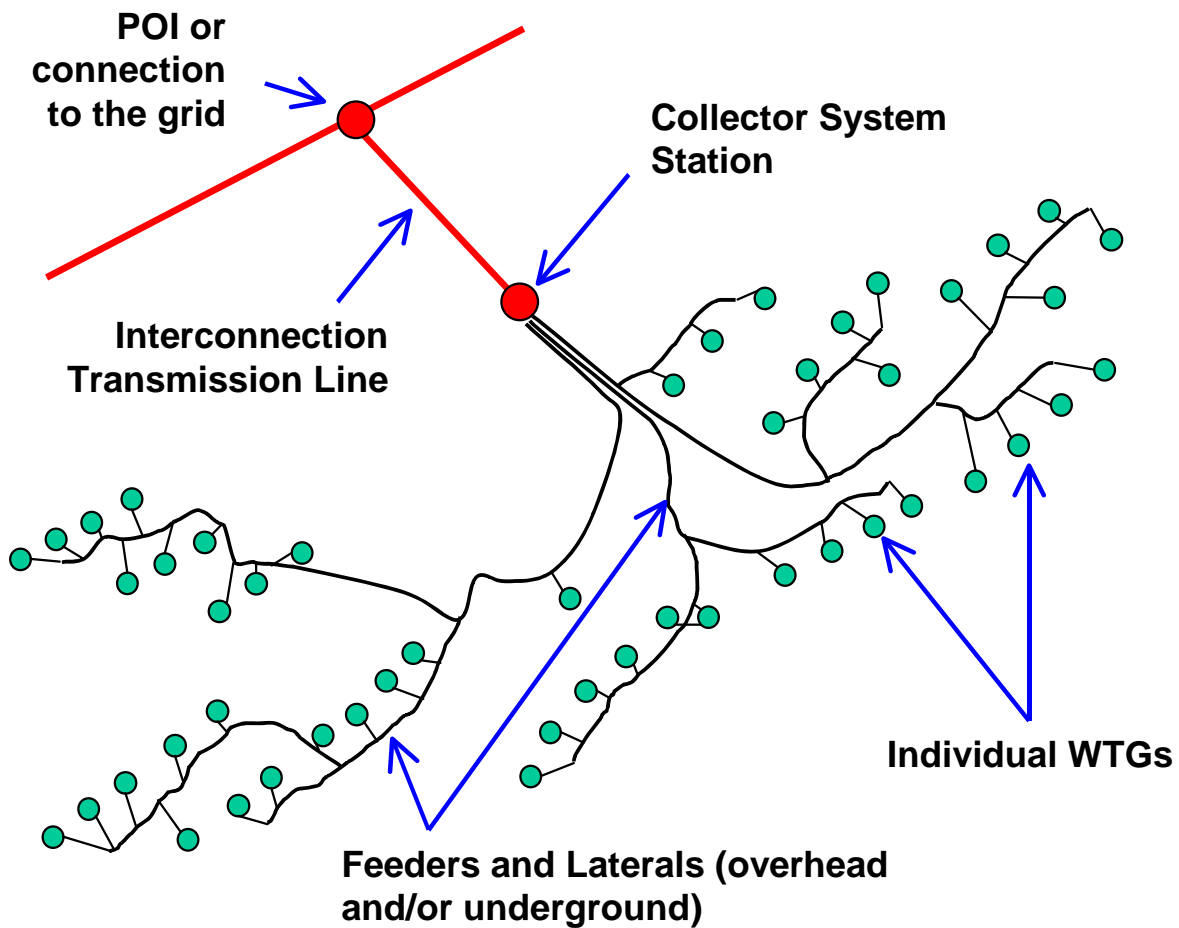 POI or
connection
to the grid
Collector System
Station
Interconnection
Transmission Line
Individual WTGs
Feeders and Laterals (overhead
and/or underground)